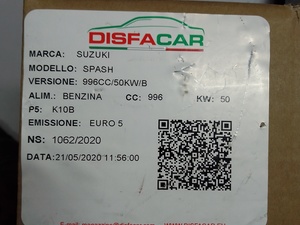 DISFACAR
MARCA: SUZUKI
MODELLO: SPASH
VERSIONE: 996CC/50KW/B
ALIM.: BENZINA CC: 996 KW: 50
P5: K10B
EMISSIONE: EURO 5
NS: 1062/2020
DATA:21/05/2020 11:56:00